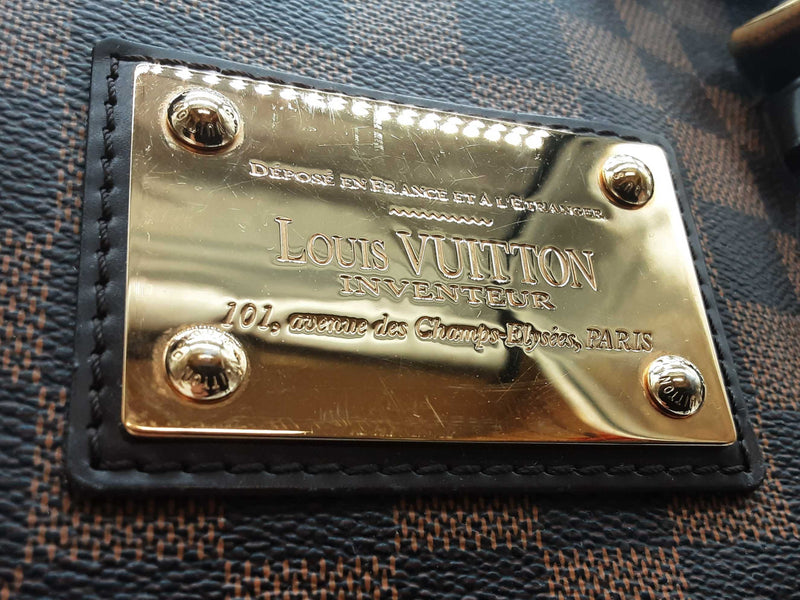 DÉPOSÉ EN FRANCE ET À L'ÉTRANGER
LOUIS VUITTON
INVENTEUR
101, avenue des Champs-Elysées, PARIS